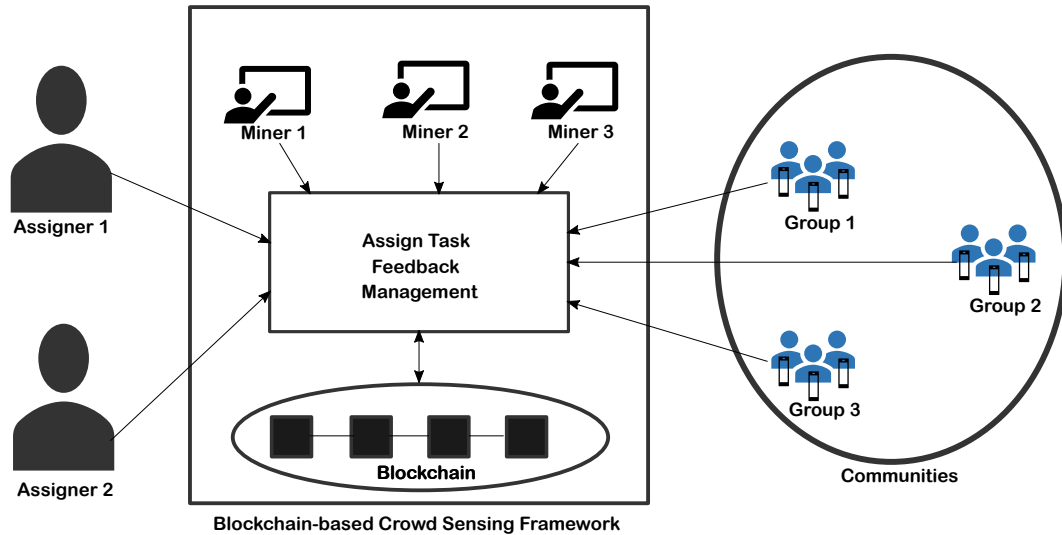 Miner 1
Miner 2
Miner 3
Assigner 1
Assign Task
Feedback
Management
Group 1
Group 2
Group 3
Assigner 2
Blockchain
Communities
Blockchain-based Crowd Sensing Framework